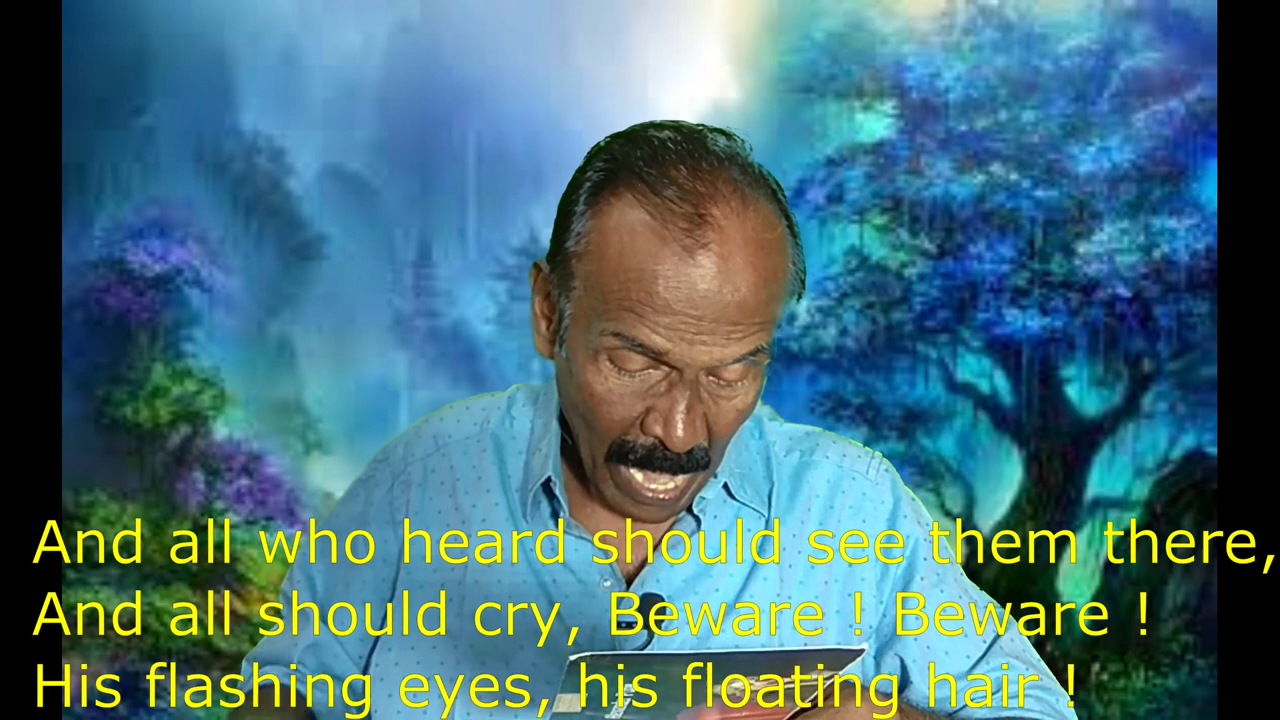 And all who heard should see them there,
And all should cry, Beware ! Beware !
His flashing eyes, his floating hair !